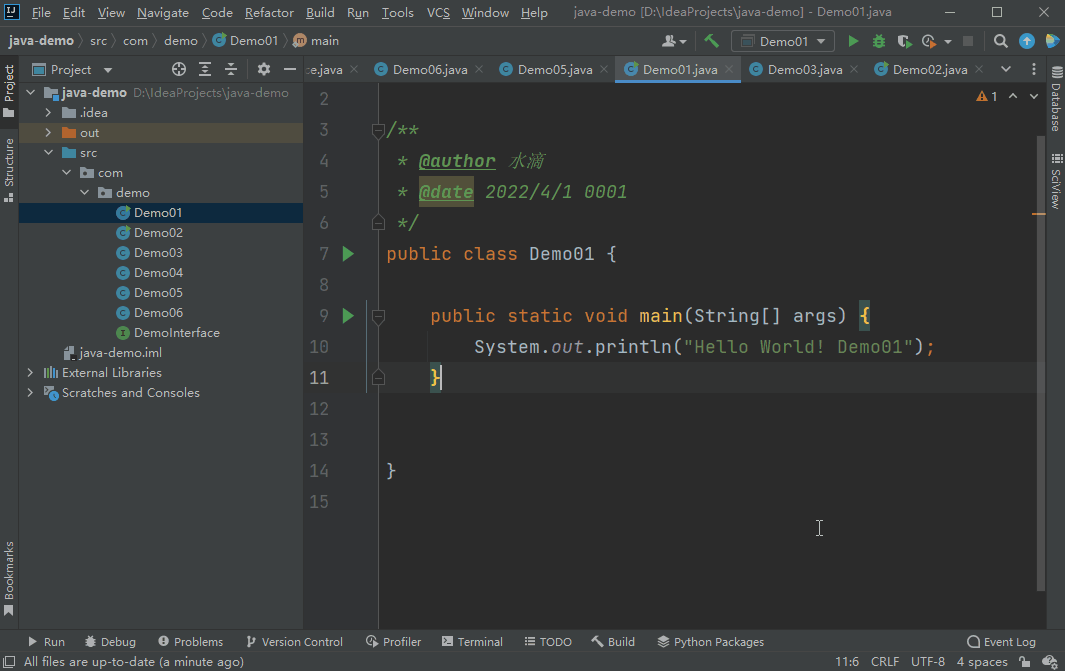 File Edit View Navigate Code Refactor Build Run Tools VCS Window Help java-demo [D:\IdeaProjects\java-demo] - Demo01.java
java-demo src com demo Demo01 main Demo01
Project
ce.java Demo06.java Demo05.java Demo01.java Demo03.java Demo02.java
java-demo D:\IdeaProjects\java-demo
.idea
out
src
com
demo
Demo01
Demo02
Demo03
Demo04
Demo05
Demo06
DemoInterface
java-demo.iml
External Libraries
Scratches and Consoles
Project
Structure
Bookmarks
1
2
3 /**
4 * @author 水滴
5 * @date 2022/4/1 0001
6 */
7 public class Demo01 {
8
9 public static void main(String[] args) {
10 System.out.println("Hello World! Demo01");
11 }
12
13
14 }
15
Database
SciView
Run Debug Problems Version Control Profiler Terminal TODO Build Python Packages Event Log
All files are up-to-date (a minute ago) 11:6 CRLF UTF-8 4 spaces